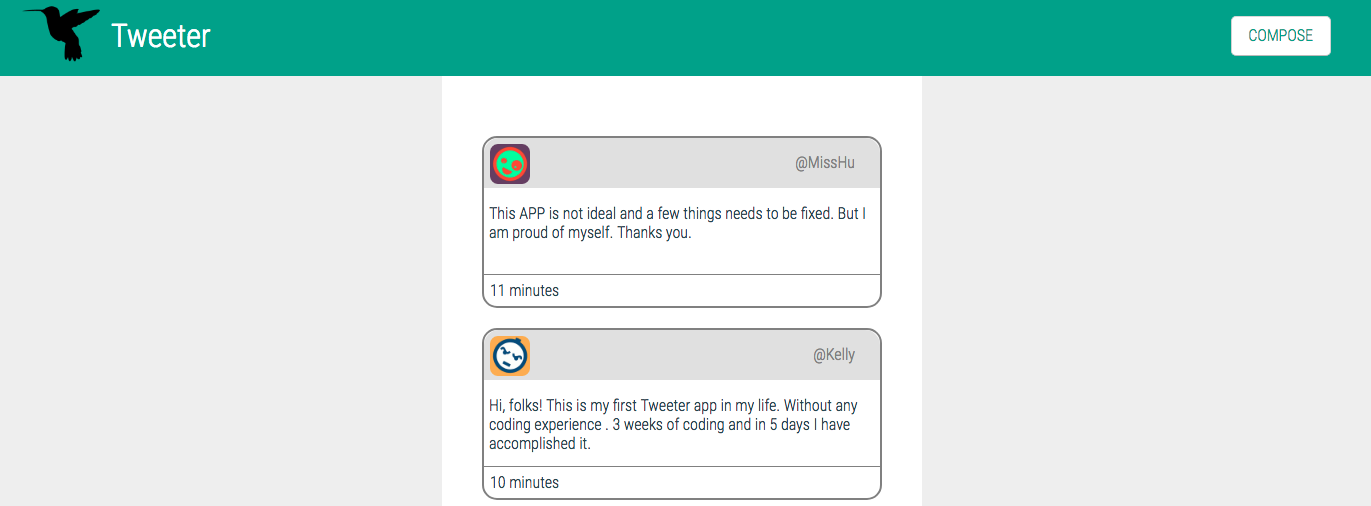 Tweeter
COMPOSE
@MissHu
This APP is not ideal and a few things needs to be fixed. But I
am proud of myself. Thanks you.
11 minutes
@Kelly
Hi, folks! This is my first Tweeter app in my life. Without any
coding experience . 3 weeks of coding and in 5 days I have
accomplished it.
10 minutes